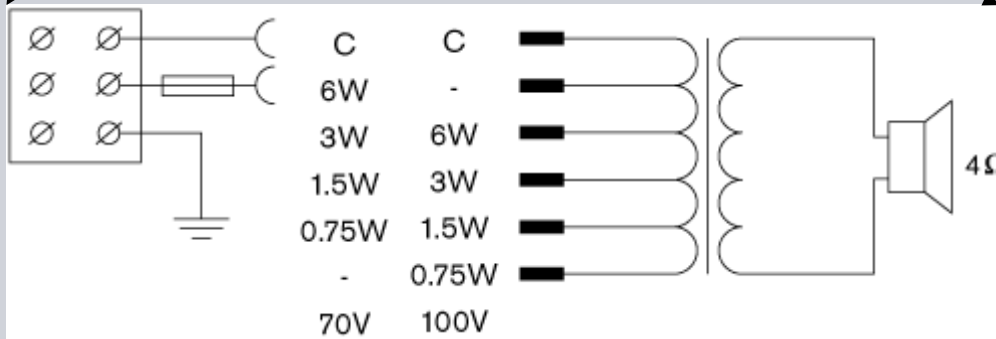 C C
6W -
3W 6W
1.5W 3W
0.75W 1.5W
- 0.75W
70V 100V
4Ω